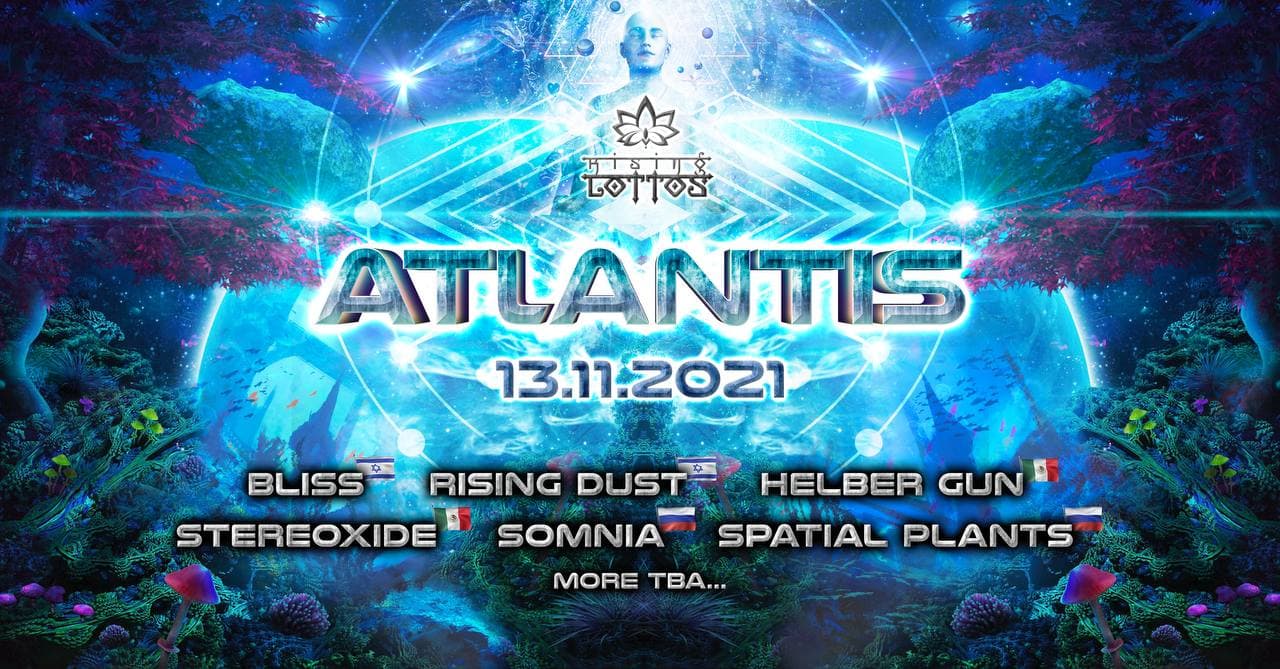 Rising
LOTTOS
ATLANTIS
13.11.2021
BLISS RISING DUST HELBER GUN
STEREOXIDE SOMNIA SPATIAL PLANTS
MORE TBA...